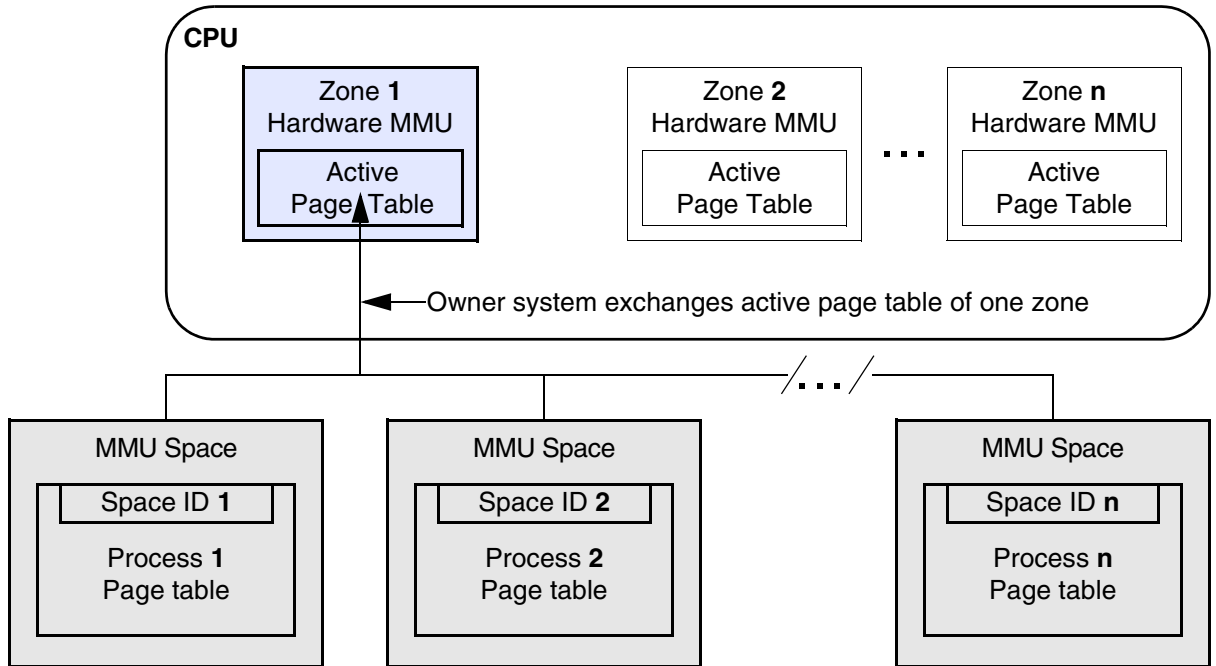 CPU
Zone 1
Hardware MMU
Active
Page Table
Zone 2
Hardware MMU
Active
Page Table
...
Zone n
Hardware MMU
Active
Page Table
Owner system exchanges active page table of one zone
/.../
MMU Space
Space ID 1
Process 1
Page table
MMU Space
Space ID 2
Process 2
Page table
MMU Space
Space ID n
Process n
Page table